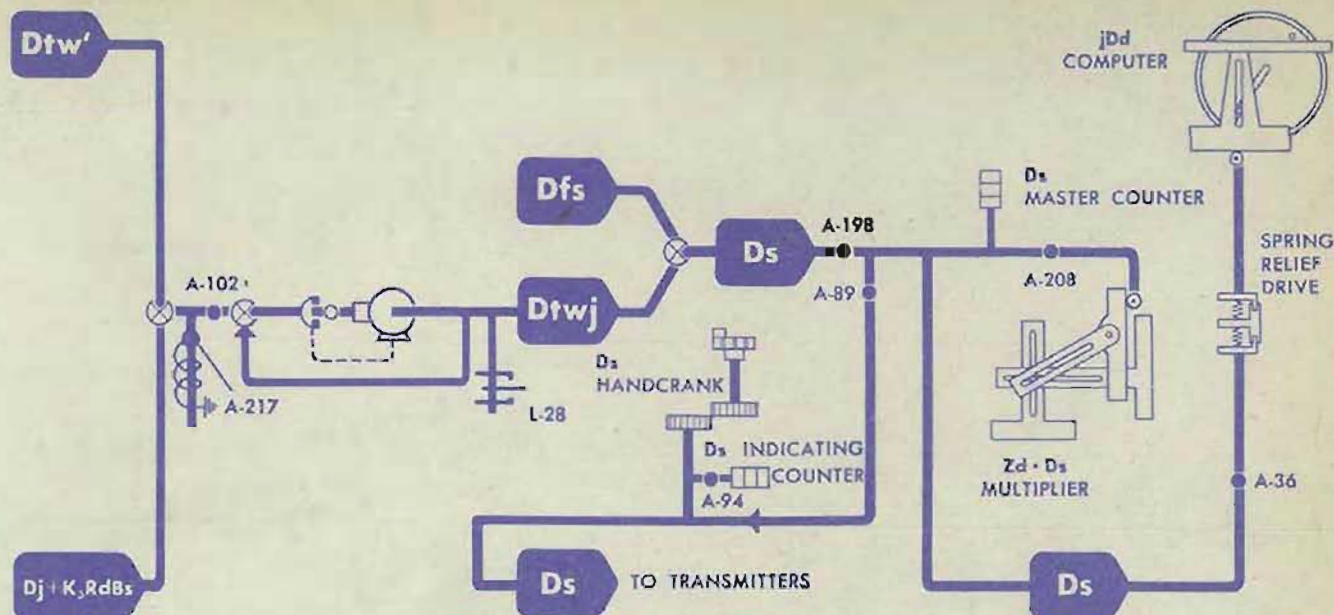 Dtw'
jDd
COMPUTER
Dfs
Ds
MASTER COUNTER
Ds
A-198
SPRING
RELIEF
DRIVE
A-102
A-89
A-208
Dtwj
Ds
HANDCRANK
A-217
L-28
Ds INDICATING
COUNTER
A-94
Zd · Ds
MULTIPLIER
A-36
Dj + K₃RdBs
Ds
TO TRANSMITTERS
Ds